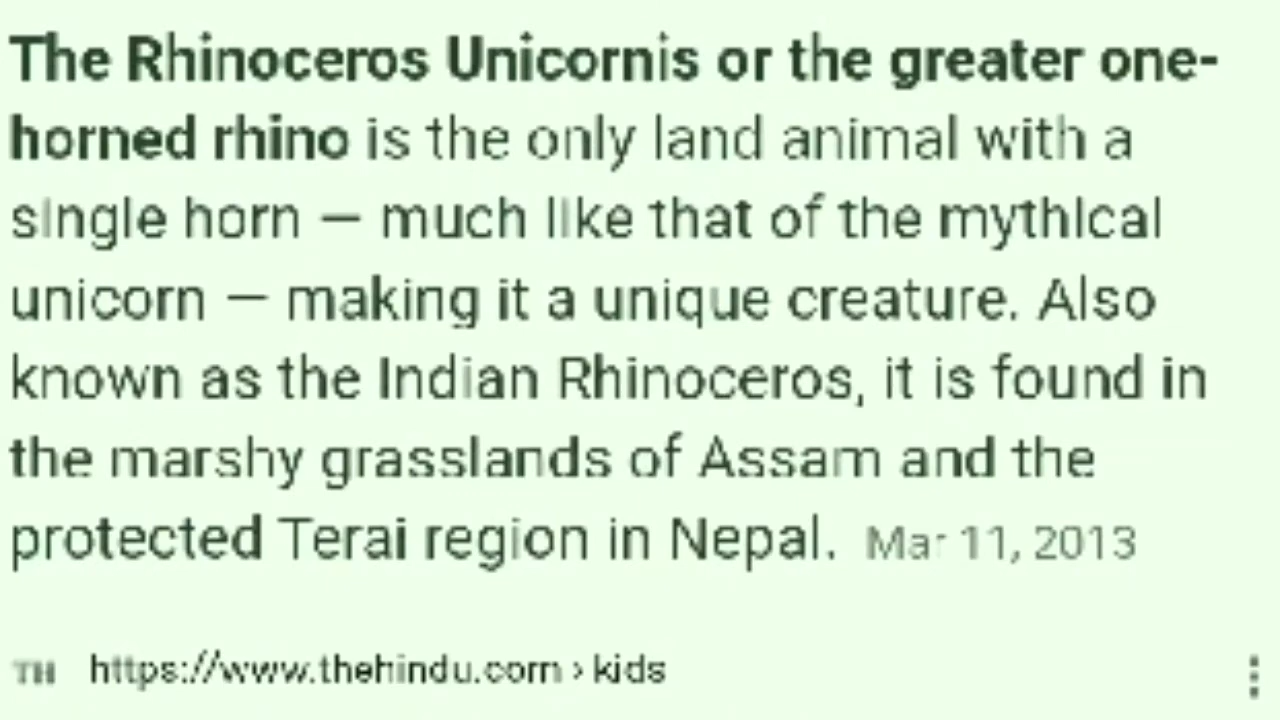 The Rhinoceros Unicornis or the greater one-
horned rhino is the only land animal with a
single horn — much like that of the mythical
unicorn — making it a unique creature. Also
known as the Indian Rhinoceros, it is found in
the marshy grasslands of Assam and the
protected Terai region in Nepal. Mar 11, 2013
TH https://www.thehindu.com › kids